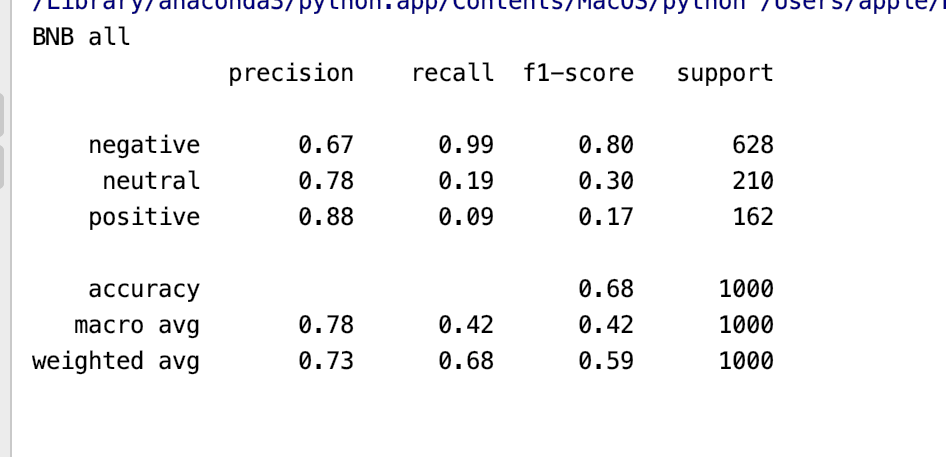 /Library/anaconda3/python.app/Contents/MacOS/python /Users/apple/
BNB all
precision recall f1-score support
negative 0.67 0.99 0.80 628
neutral 0.78 0.19 0.30 210
positive 0.88 0.09 0.17 162
accuracy 0.68 1000
macro avg 0.78 0.42 0.42 1000
weighted avg 0.73 0.68 0.59 1000